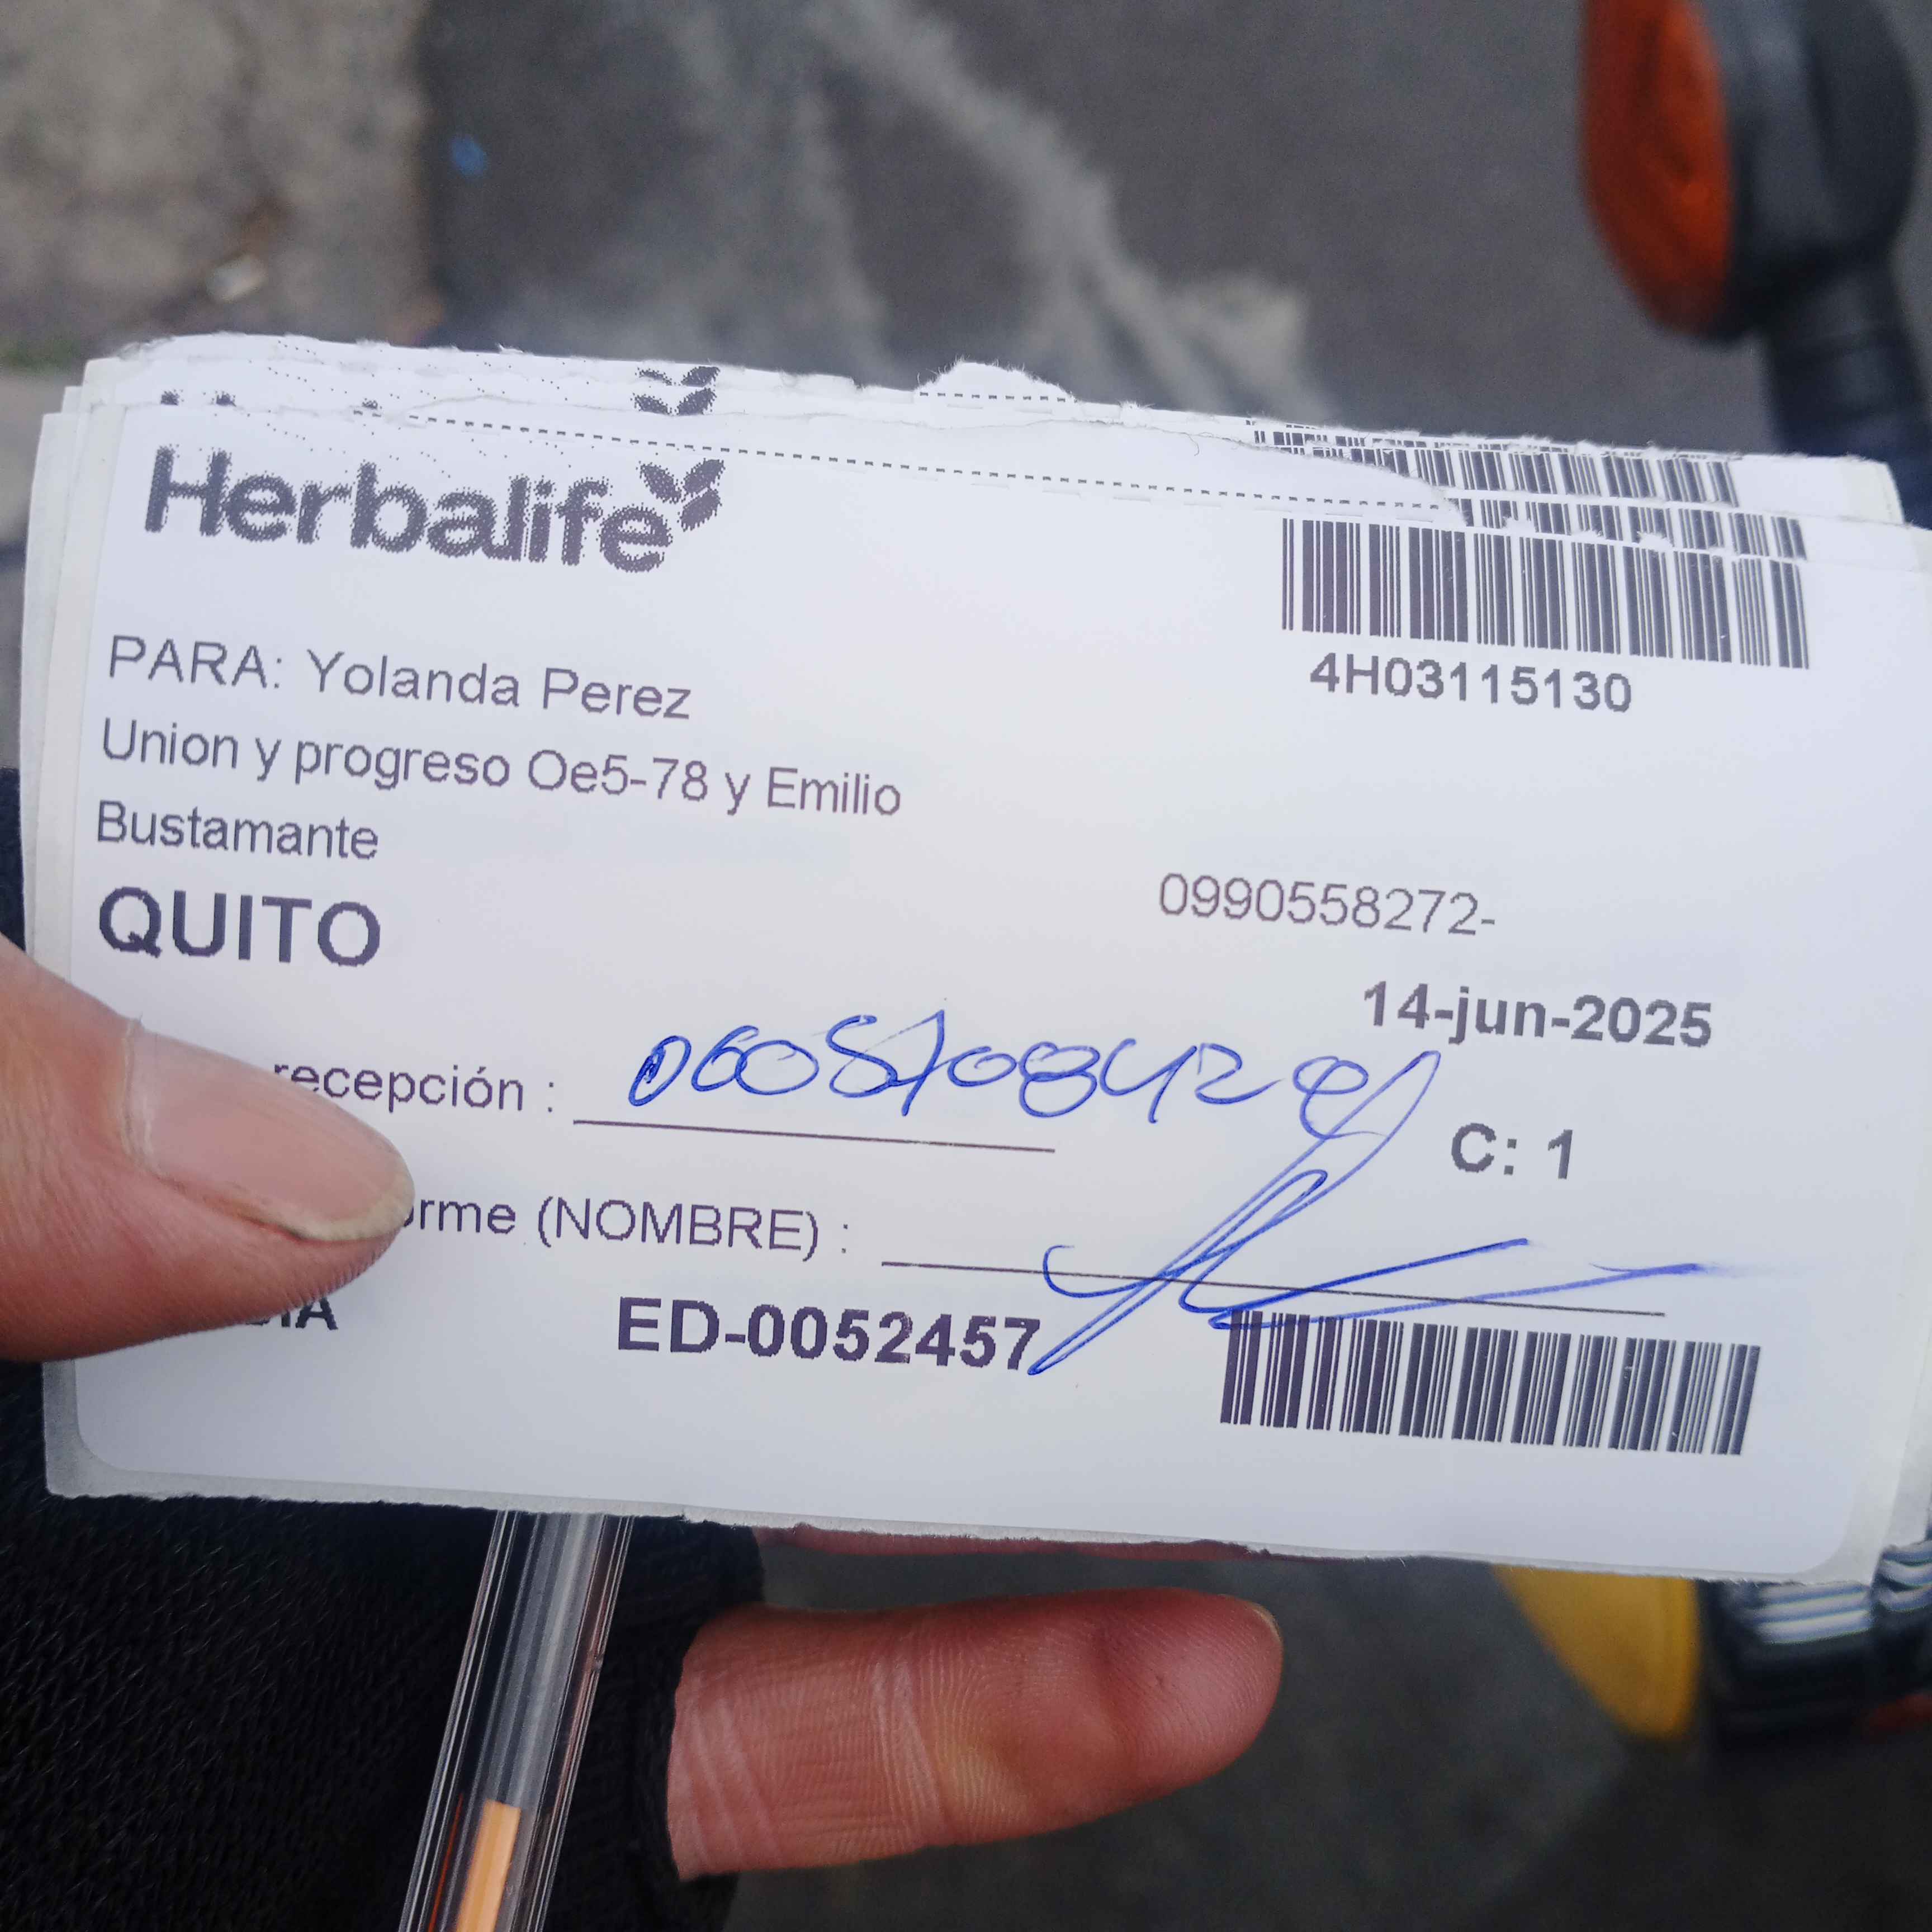 Herbalife
4H03115130
PARA: Yolanda Perez
Union y progreso Oe5-78 y Emilio
Bustamante
QUITO
0990558272-
14-jun-2025
recepción :
C: 1
orme (NOMBRE) :
ED-0052457